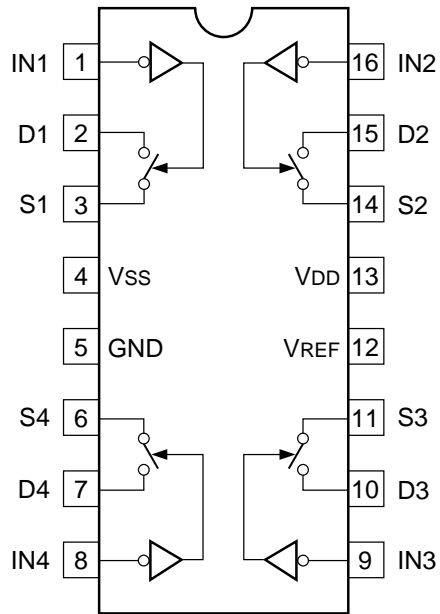 IN1 1 16 IN2
D1 2 15 D2
S1 3 14 S2
4 VSS VDD 13
5 GND VREF 12
S4 6 11 S3
D4 7 10 D3
IN4 8 9 IN3